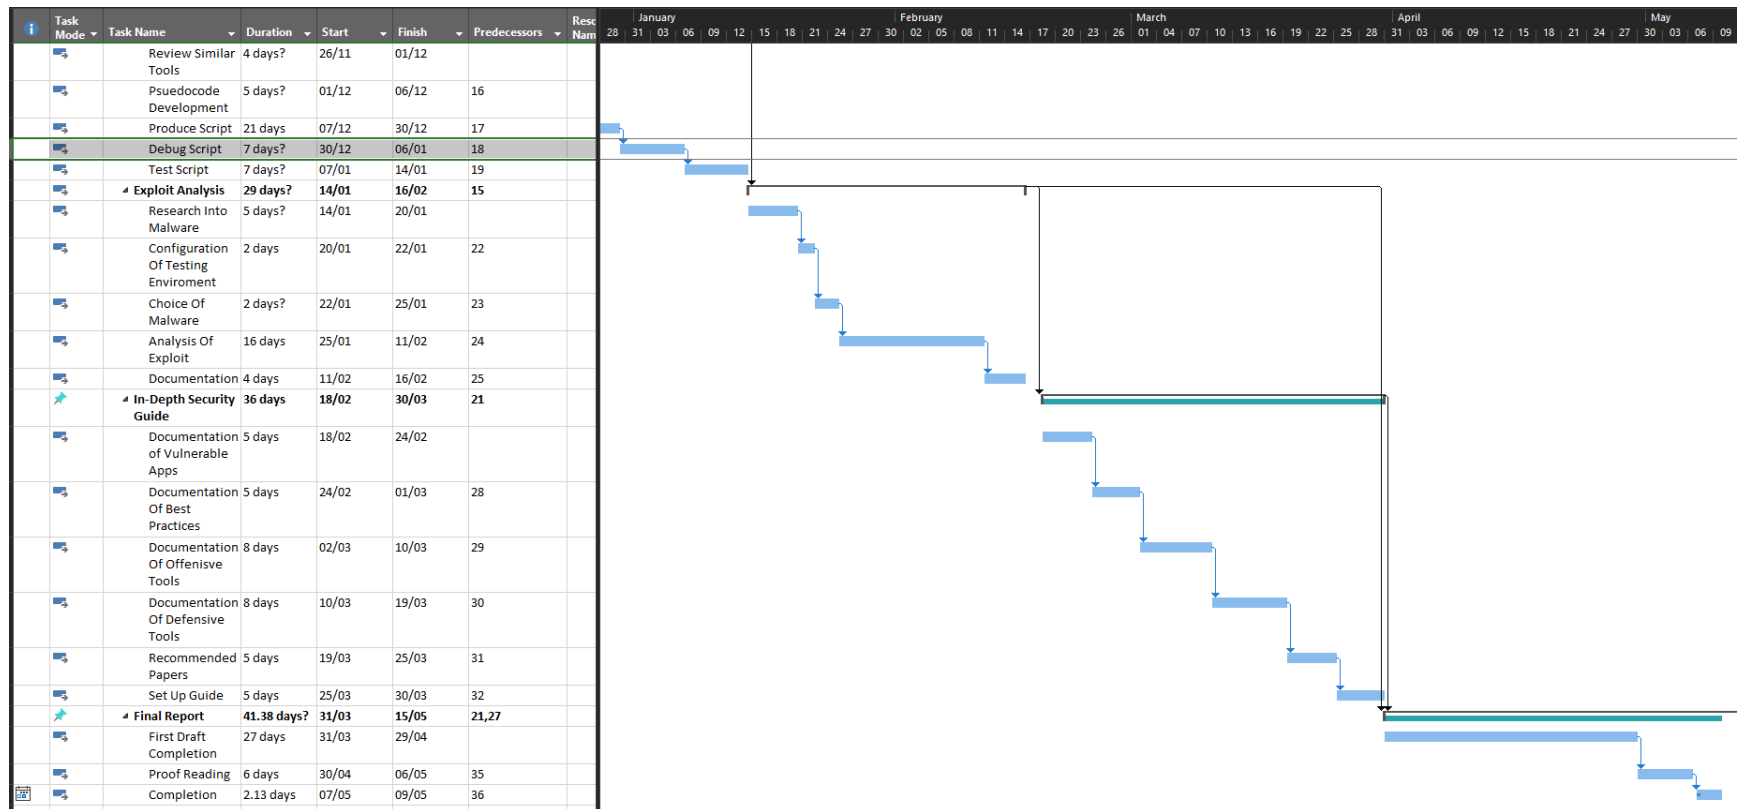 January February March April May
Task Mode Task Name Duration Start Finish Predecessors Resc Nam
28 31 03 06 09 12 15 18 21 24 27 30 02 05 08 11 14 17 20 23 26 01 04 07 10 13 16 19 22 25 28 31 03 06 09 12 15 18 21 24 27 30 03 06 09
Review Similar Tools 4 days? 26/11 01/12
Psuedocode Development 5 days? 01/12 06/12 16
Produce Script 21 days 07/12 30/12 17
Debug Script 7 days? 30/12 06/01 18
Test Script 7 days? 07/01 14/01 19
Exploit Analysis 29 days? 14/01 16/02 15
Research Into Malware 5 days? 14/01 20/01
Configuration Of Testing Enviroment 2 days 20/01 22/01 22
Choice Of Malware 2 days? 22/01 25/01 23
Analysis Of Exploit 16 days 25/01 11/02 24
Documentation 4 days 11/02 16/02 25
In-Depth Security Guide 36 days 18/02 30/03 21
Documentation of Vulnerable Apps 5 days 18/02 24/02
Documentation Of Best Practices 5 days 24/02 01/03 28
Documentation Of Offenisve Tools 8 days 02/03 10/03 29
Documentation Of Defensive Tools 8 days 10/03 19/03 30
Recommended Papers 5 days 19/03 25/03 31
Set Up Guide 5 days 25/03 30/03 32
Final Report 41.38 days? 31/03 15/05 21,27
First Draft Completion 27 days 31/03 29/04
Proof Reading 6 days 30/04 06/05 35
Completion 2.13 days 07/05 09/05 36